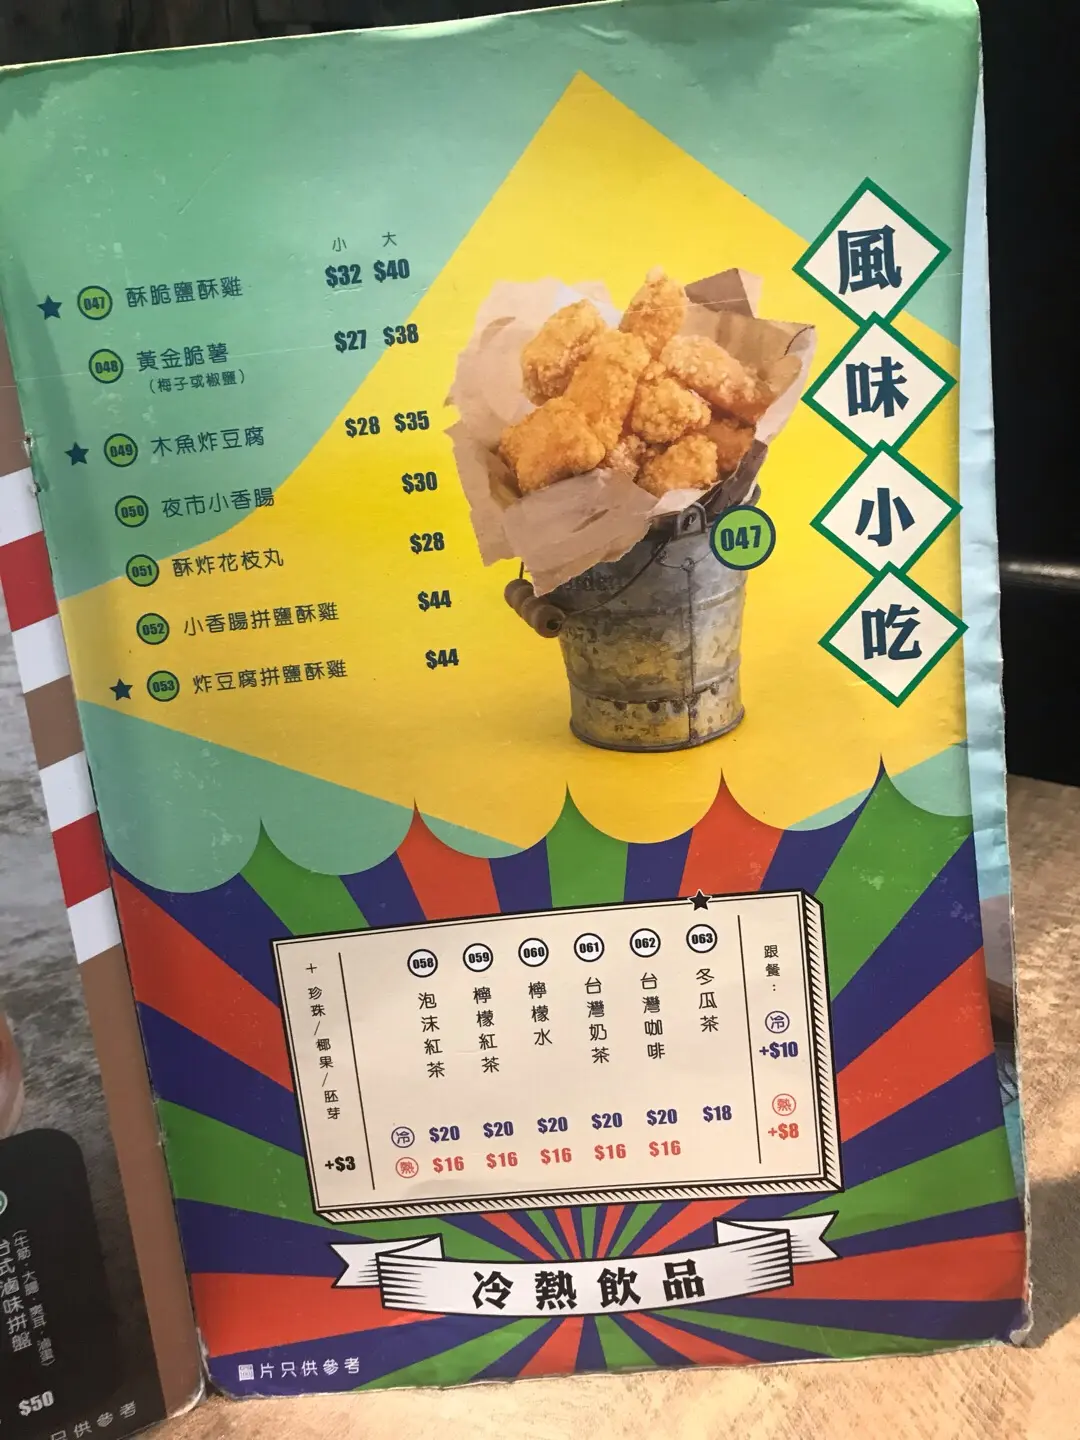 風味小吃
小 大
047 酥脆鹽酥雞 $32 $40
048 黃金脆薯 $27 $38
(梅子或椒鹽)
049 木魚炸豆腐 $28 $35
050 夜市小香腸 $30
051 酥炸花枝丸 $28
052 小香腸拼鹽酥雞 $44
053 炸豆腐拼鹽酥雞 $44
047
跟餐：
冷 +$10
熱 +$8
063 冬瓜茶 $18
062 台灣咖啡 $20 $16
061 台灣奶茶 $20 $16
060 檸檬水 $20 $16
059 檸檬紅茶 $20 $16
058 泡沫紅茶 $20 $16
冷
熱
+ 珍珠/椰果/胚芽 +$3
冷熱飲品
圖片只供參考
台式滷味拼盤
$50
只供參考